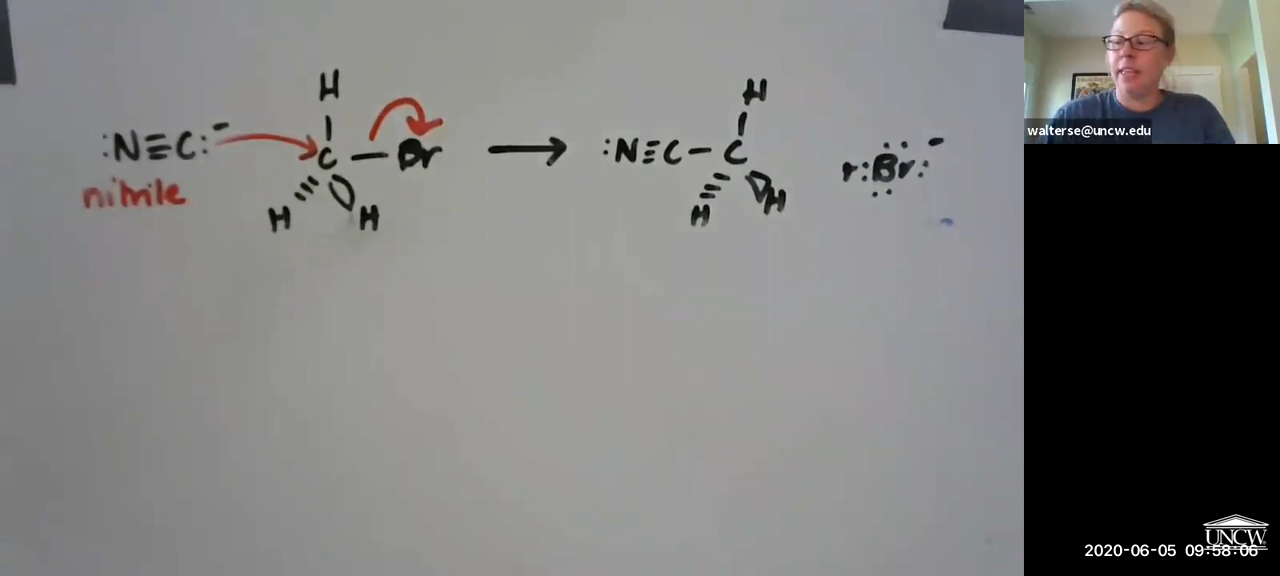 H H
:N≡C:⁻ C — Br ⟶ :N≡C–C r:Br:⁻
nitrile
H H H H
walterse@uncw.edu
UNCW
2020-06-05 09:58:06